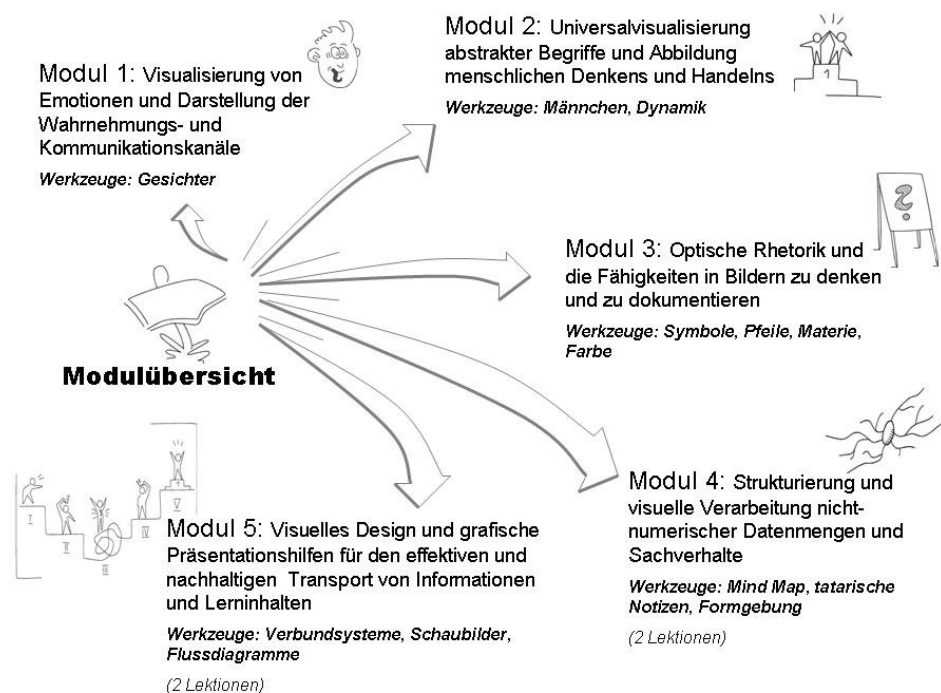 Modul 1: Visualisierung von
Emotionen und Darstellung der
Wahrnehmungs- und
Kommunikationskanäle
Werkzeuge: Gesichter
Modul 2: Universalvisualisierung
abstrakter Begriffe und Abbildung
menschlichen Denkens und Handelns
Werkzeuge: Männchen, Dynamik
1
Modul 3: Optische Rhetorik und
die Fähigkeiten in Bildern zu denken
und zu dokumentieren
Werkzeuge: Symbole, Pfeile, Materie,
Farbe
?
Modulübersicht
Modul 4: Strukturierung und
visuelle Verarbeitung nicht-
numerischer Datenmengen und
Sachverhalte
Werkzeuge: Mind Map, tatarische
Notizen, Formgebung
(2 Lektionen)
I
II
III
IV
V
Modul 5: Visuelles Design und grafische
Präsentationshilfen für den effektiven und
nachhaltigen Transport von Informationen
und Lerninhalten
Werkzeuge: Verbundsysteme, Schaubilder,
Flussdiagramme
(2 Lektionen)